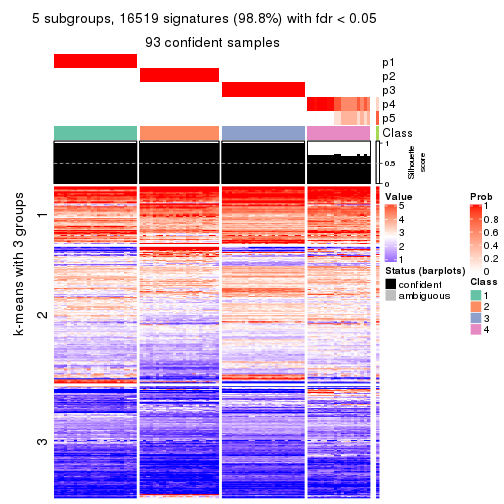 5 subgroups, 16519 signatures (98.8%) with fdr < 0.05
93 confident samples
p1
p2
p3
p4
p5
Class
1
0.5
0
Silhouette
score
k-means with 3 groups
1
2
3
Value
5
4
3
2
1
Status (barplots)
confident
ambiguous
Prob
1
0.8
0.6
0.4
0.2
0
Class
1
2
3
4